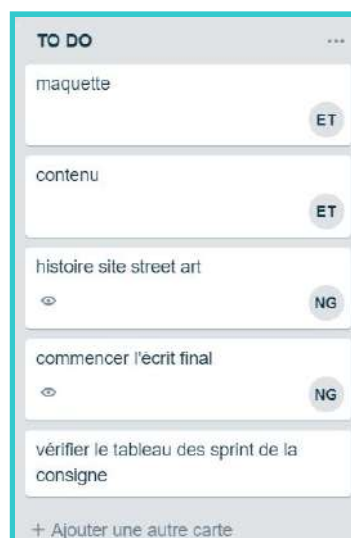 TO DO ...
maquette
ET
contenu
ET
histoire site street art
NG
commencer l'écrit final
NG
vérifier le tableau des sprint de la
consigne
+ Ajouter une autre carte